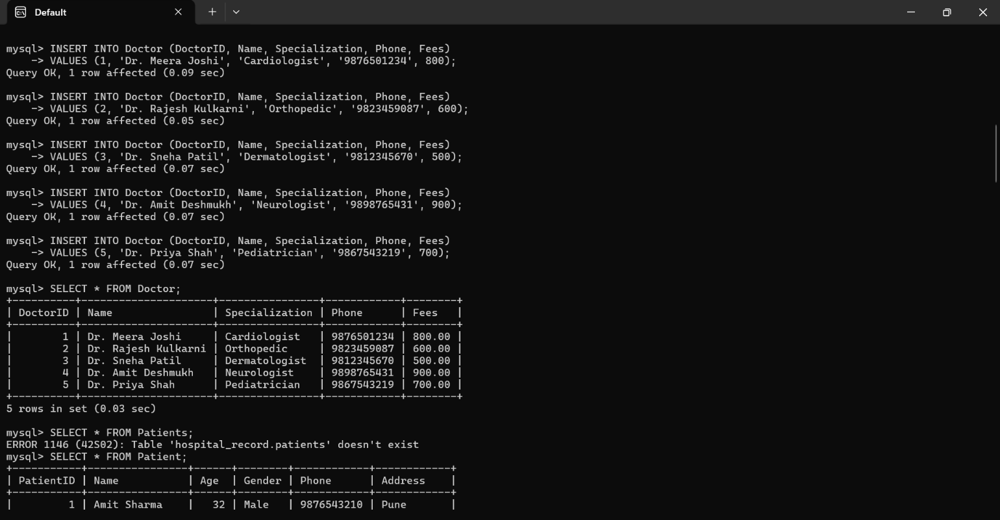 Default
mysql> INSERT INTO Doctor (DoctorID, Name, Specialization, Phone, Fees)
    -> VALUES (1, 'Dr. Meera Joshi', 'Cardiologist', '9876501234', 800);
Query OK, 1 row affected (0.09 sec)
mysql> INSERT INTO Doctor (DoctorID, Name, Specialization, Phone, Fees)
    -> VALUES (2, 'Dr. Rajesh Kulkarni', 'Orthopedic', '9823459087', 600);
Query OK, 1 row affected (0.05 sec)
mysql> INSERT INTO Doctor (DoctorID, Name, Specialization, Phone, Fees)
    -> VALUES (3, 'Dr. Sneha Patil', 'Dermatologist', '9812345670', 500);
Query OK, 1 row affected (0.07 sec)
mysql> INSERT INTO Doctor (DoctorID, Name, Specialization, Phone, Fees)
    -> VALUES (4, 'Dr. Amit Deshmukh', 'Neurologist', '9898765431', 900);
Query OK, 1 row affected (0.07 sec)
mysql> INSERT INTO Doctor (DoctorID, Name, Specialization, Phone, Fees)
    -> VALUES (5, 'Dr. Priya Shah', 'Pediatrician', '9867543219', 700);
Query OK, 1 row affected (0.07 sec)
mysql> SELECT * FROM Doctor;
+----------+---------------------+----------------+------------+--------+
| DoctorID | Name                | Specialization | Phone      | Fees   |
+----------+---------------------+----------------+------------+--------+
|        1 | Dr. Meera Joshi     | Cardiologist   | 9876501234 | 800.00 |
|        2 | Dr. Rajesh Kulkarni | Orthopedic     | 9823459087 | 600.00 |
|        3 | Dr. Sneha Patil     | Dermatologist  | 9812345670 | 500.00 |
|        4 | Dr. Amit Deshmukh   | Neurologist    | 9898765431 | 900.00 |
|        5 | Dr. Priya Shah      | Pediatrician   | 9867543219 | 700.00 |
+----------+---------------------+----------------+------------+--------+
5 rows in set (0.03 sec)
mysql> SELECT * FROM Patients;
ERROR 1146 (42S02): Table 'hospital_record.patients' doesn't exist
mysql> SELECT * FROM Patient;
+-----------+----------------+------+--------+------------+------------+
| PatientID | Name           | Age  | Gender | Phone      | Address    |
+-----------+----------------+------+--------+------------+------------+
|         1 | Amit Sharma    |   32 | Male   | 9876543210 | Pune       |